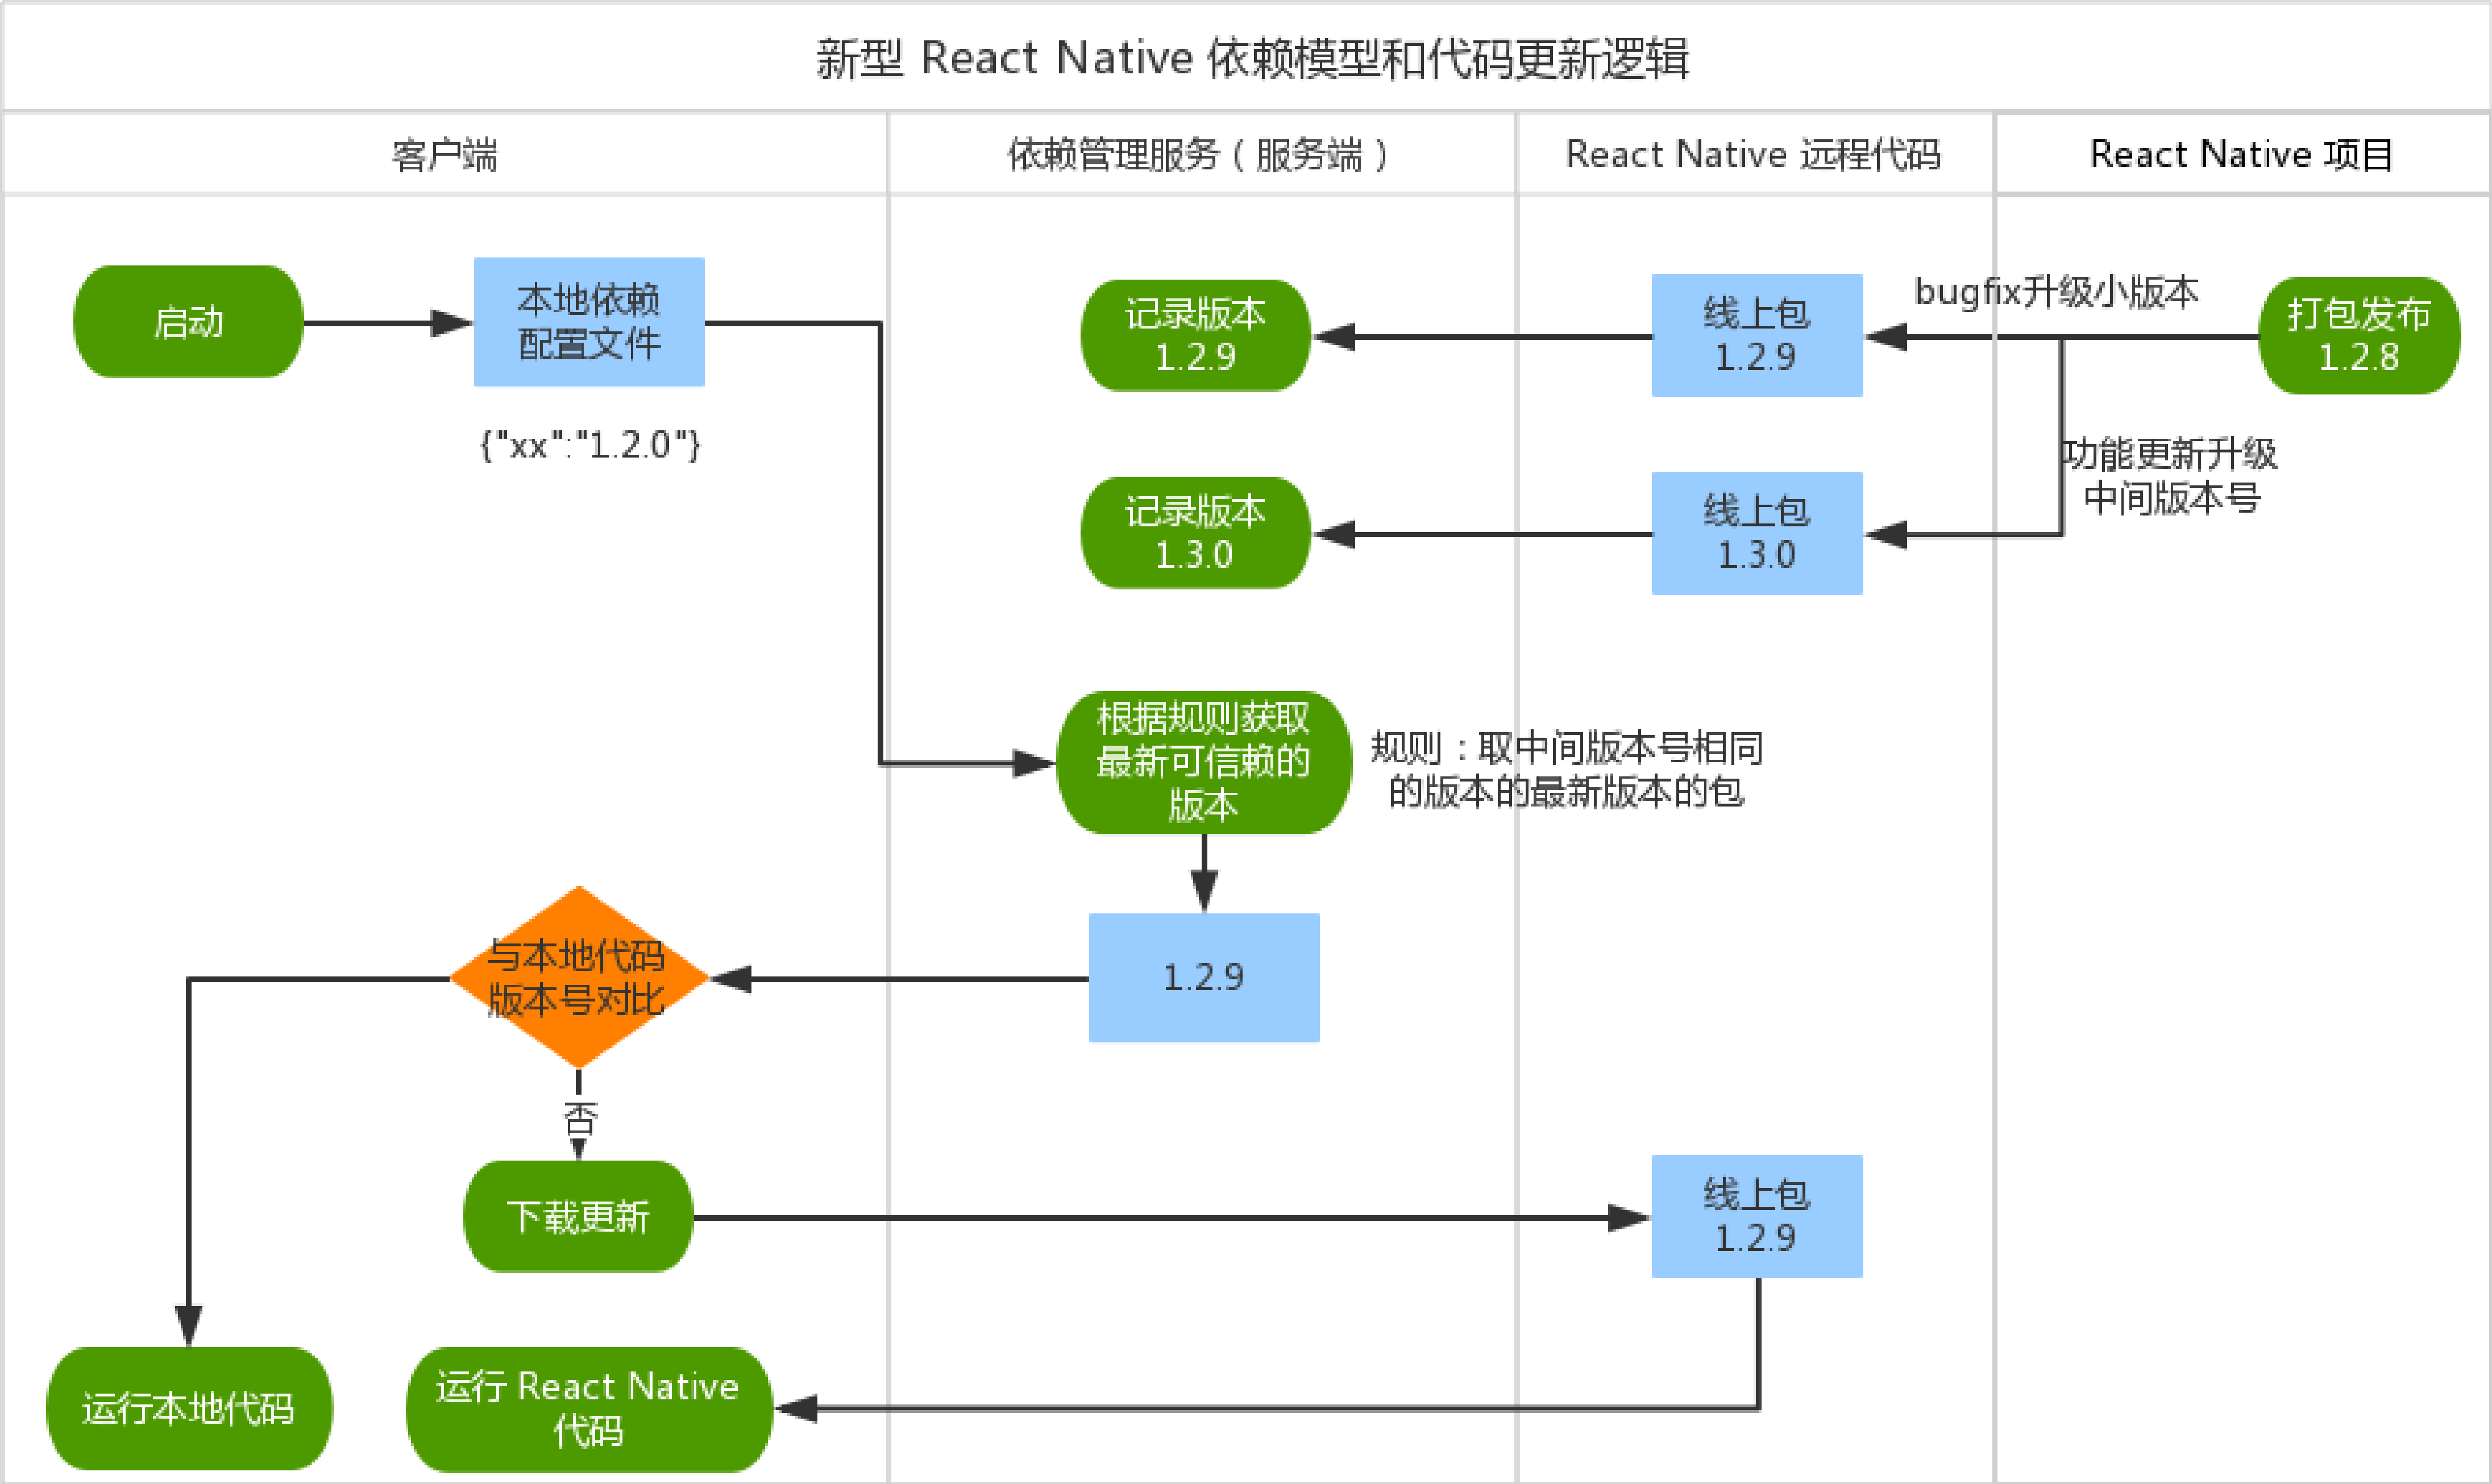 新型 React Native 依赖模型和代码更新逻辑
客户端
依赖管理服务（服务端）
React Native 远程代码
React Native 项目
启动
本地依赖
配置文件
{"xx":"1.2.0"}
记录版本
1.2.9
线上包
1.2.9
bugfix升级小版本
打包发布
1.2.8
记录版本
1.3.0
线上包
1.3.0
功能更新升级
中间版本号
根据规则获取
最新可信赖的
版本
规则：取中间版本号相同
的版本的最新版本的包
与本地代码
版本号对比
1.2.9
否
下载更新
线上包
1.2.9
运行本地代码
运行 React Native
代码